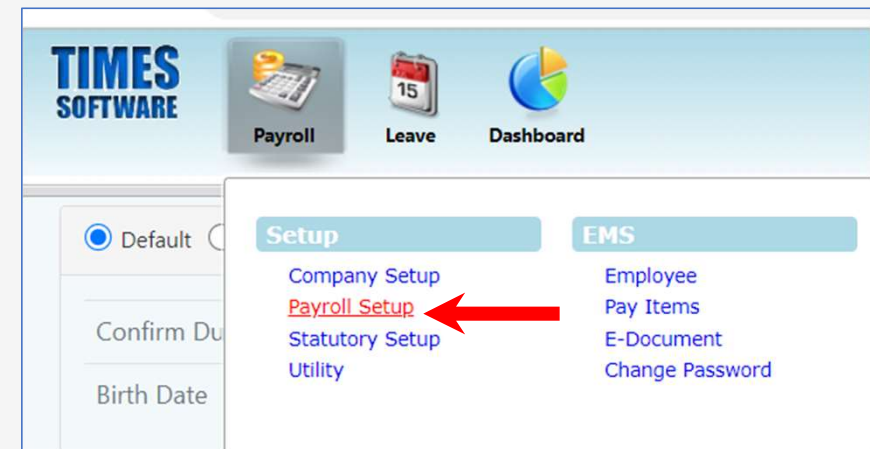 TIMES
SOFTWARE
15
Payroll Leave Dashboard
Default
Setup
Company Setup
Payroll Setup
Statutory Setup
Utility
EMS
Employee
Pay Items
E-Document
Change Password
Confirm Du
Birth Date